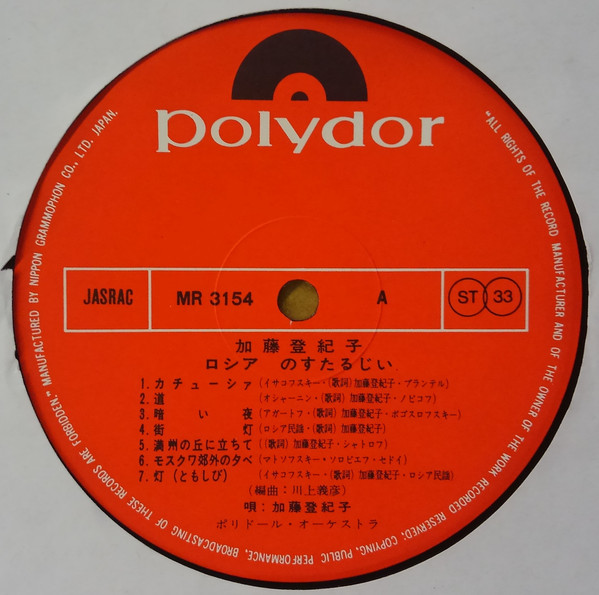 polydor
JASRAC
MR 3154
A
ST 33
加藤登紀子
ロシア のすたるじい
1. カチューシァ (イサコフスキー・(歌詞)加藤登紀子・ブランテル)
2. 道 (オシャーニン・(歌詞)加藤登紀子・ノビコフ)
3. 暗い夜 (アガートフ・(歌詞)加藤登紀子・ボゴスロフスキー)
4. 街灯 (ロシア民謡・(歌詞)加藤登紀子)
5. 満州の丘に立ちて ((歌詞)加藤登紀子・シャトロフ)
6. モスクワ郊外の夕べ (マトソフスキー・ソロビエフ・セドイ)
7. 灯 (ともしび) (イサコフスキー・(歌詞)加藤登紀子・ロシア民謡)
(編曲:川上義彦)
唄:加藤登紀子
ポリドール・オーケストラ
"ALL RIGHTS OF THE RECORD MANUFACTURER AND OF THE OWNER OF THE WORK RECORDED RESERVED; COPYING, PUBLIC PERFORMANCE, BROADCASTING OF THESE RECORDS ARE FORBIDDEN." MANUFACTURED BY NIPPON GRAMMOPHON CO., LTD. JAPAN.